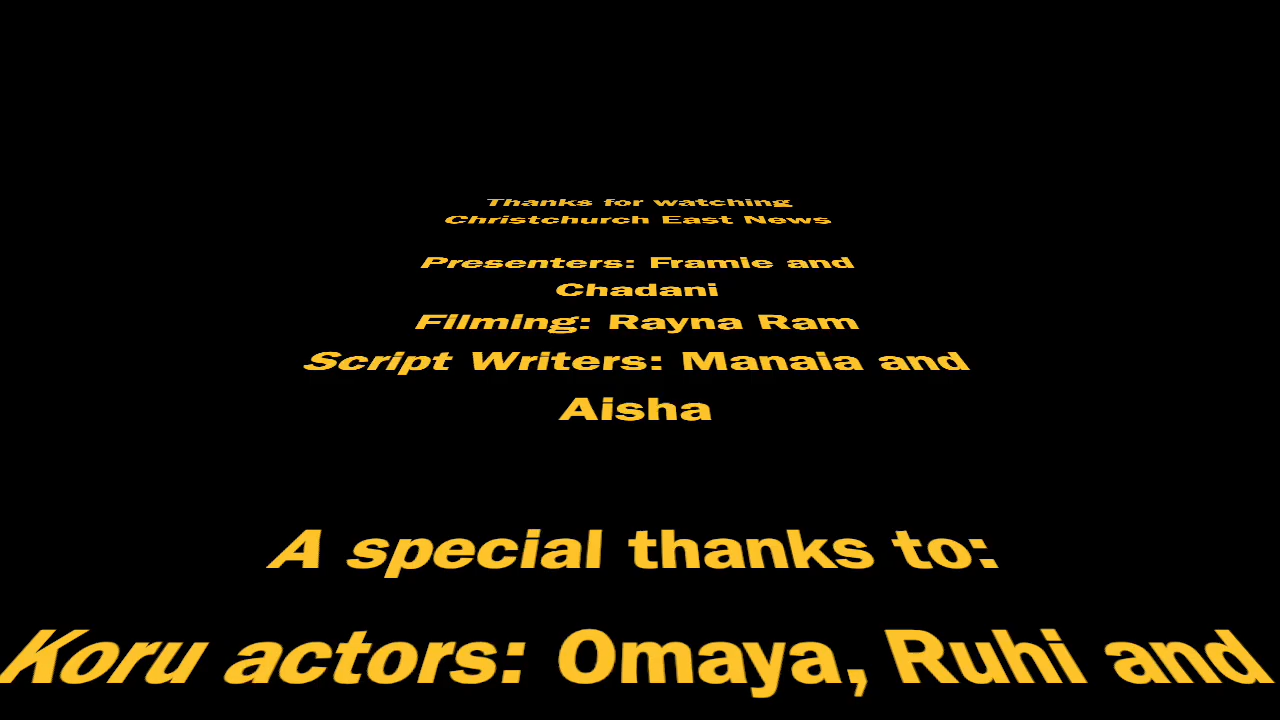 Thanks for watching
Christchurch East News
Presenters: Framie and
Chadani
Filming: Rayna Ram
Script Writers: Manaia and
Aisha
A special thanks to:
Koru actors: Omaya, Ruhi and